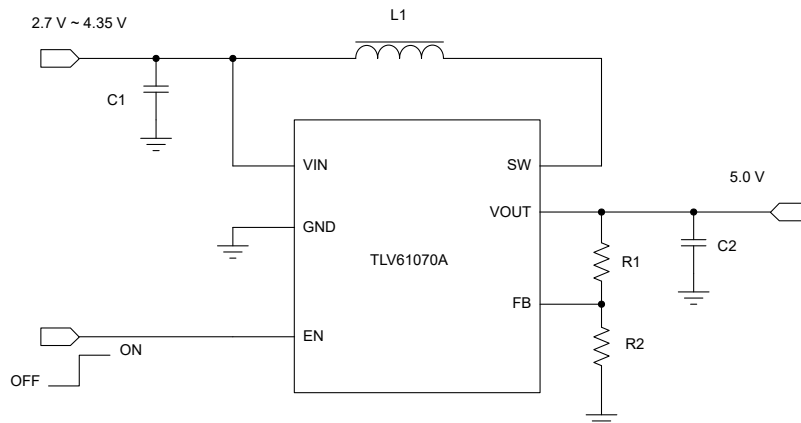 L1
2.7 V ~ 4.35 V
C1
VIN
SW
5.0 V
VOUT
GND
C2
R1
TLV61070A
FB
EN
R2
ON
OFF